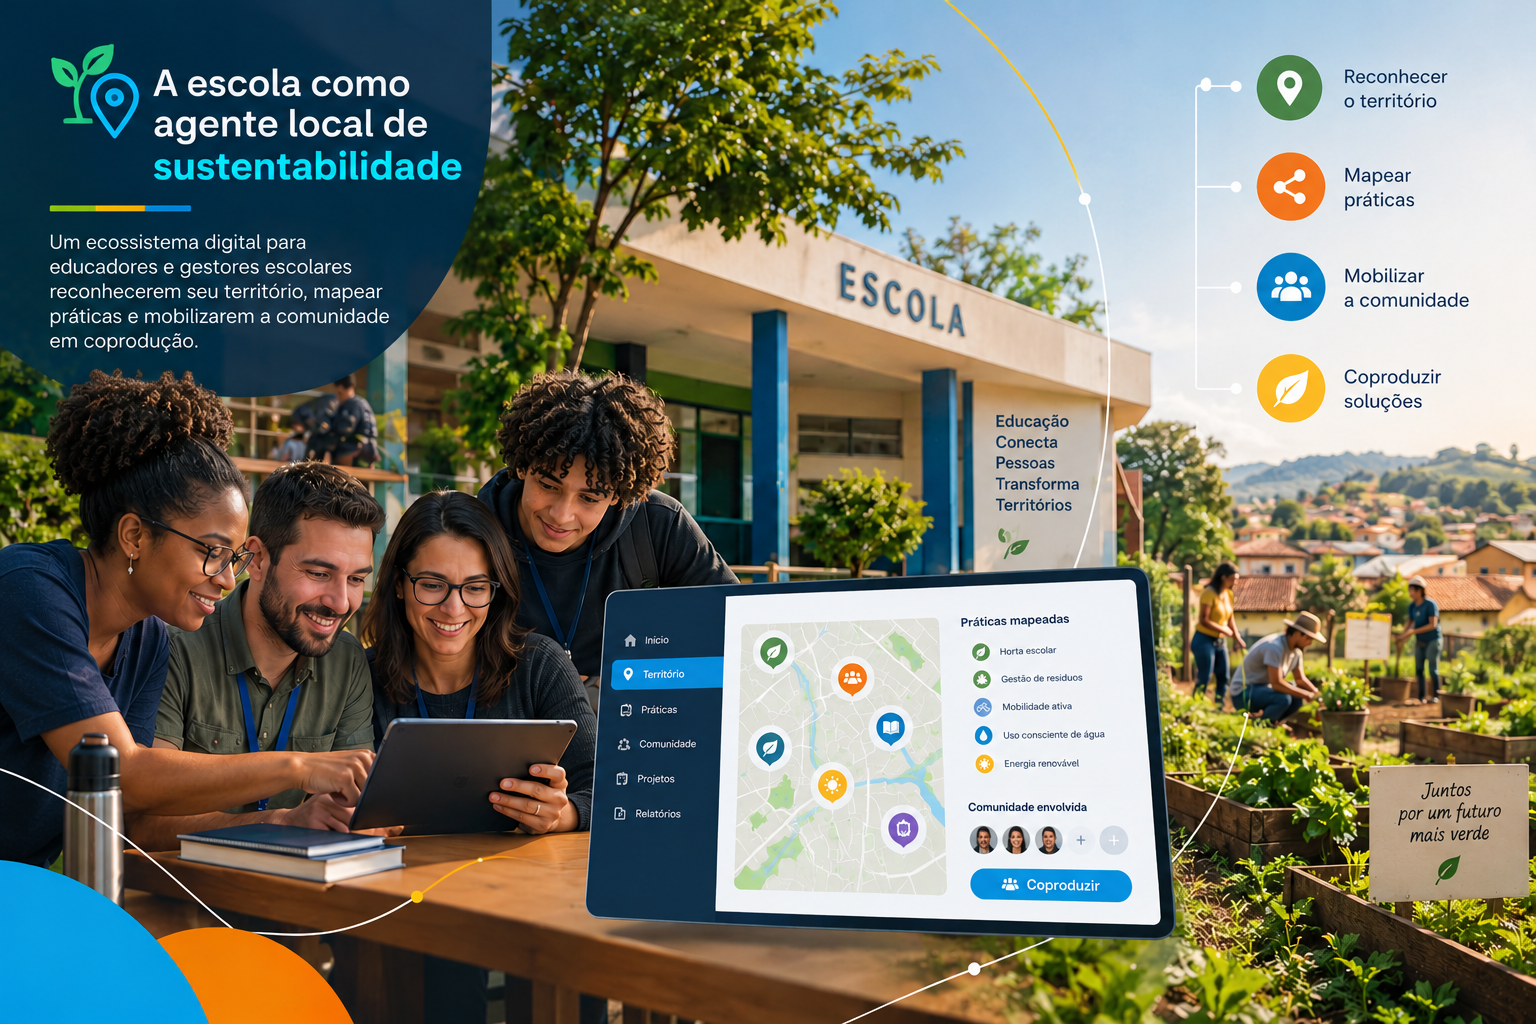 A escola como
agente local de
sustentabilidade
Um ecossistema digital para
educadores e gestores escolares
reconhecerem seu território, mapear
práticas e mobilizarem a comunidade
em coprodução.
Reconhecer
o território
Mapear
práticas
Mobilizar
a comunidade
Coproduzir
soluções
ESCOLA
Educação
Conecta
Pessoas
Transforma
Territórios
Início
Território
Práticas
Comunidade
Projetos
Relatórios
Práticas mapeadas
Horta escolar
Gestão de resíduos
Mobilidade ativa
Uso consciente de água
Energia renovável
Comunidade envolvida
Coproduzir
Juntos
por um futuro
mais verde